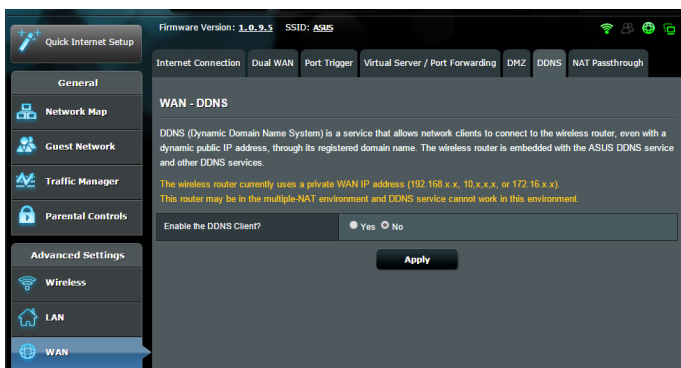 Firmware Version: 1.0.9.5 SSID: ASUS
Quick Internet Setup
Internet Connection Dual WAN Port Trigger Virtual Server / Port Forwarding DMZ DDNS NAT Passthrough
General
Network Map
Guest Network
Traffic Manager
Parental Controls
Advanced Settings
Wireless
LAN
WAN
WAN - DDNS
DDNS (Dynamic Domain Name System) is a service that allows network clients to connect to the wireless router, even with a
dynamic public IP address, through its registered domain name. The wireless router is embedded with the ASUS DDNS service
and other DDNS services.
The wireless router currently uses a private WAN IP address (192.168.x.x, 10,x,x,x, or 172.16.x.x).
This router may be in the multiple-NAT environment and DDNS service cannot work in this environment.
Enable the DDNS Client? Yes No
Apply